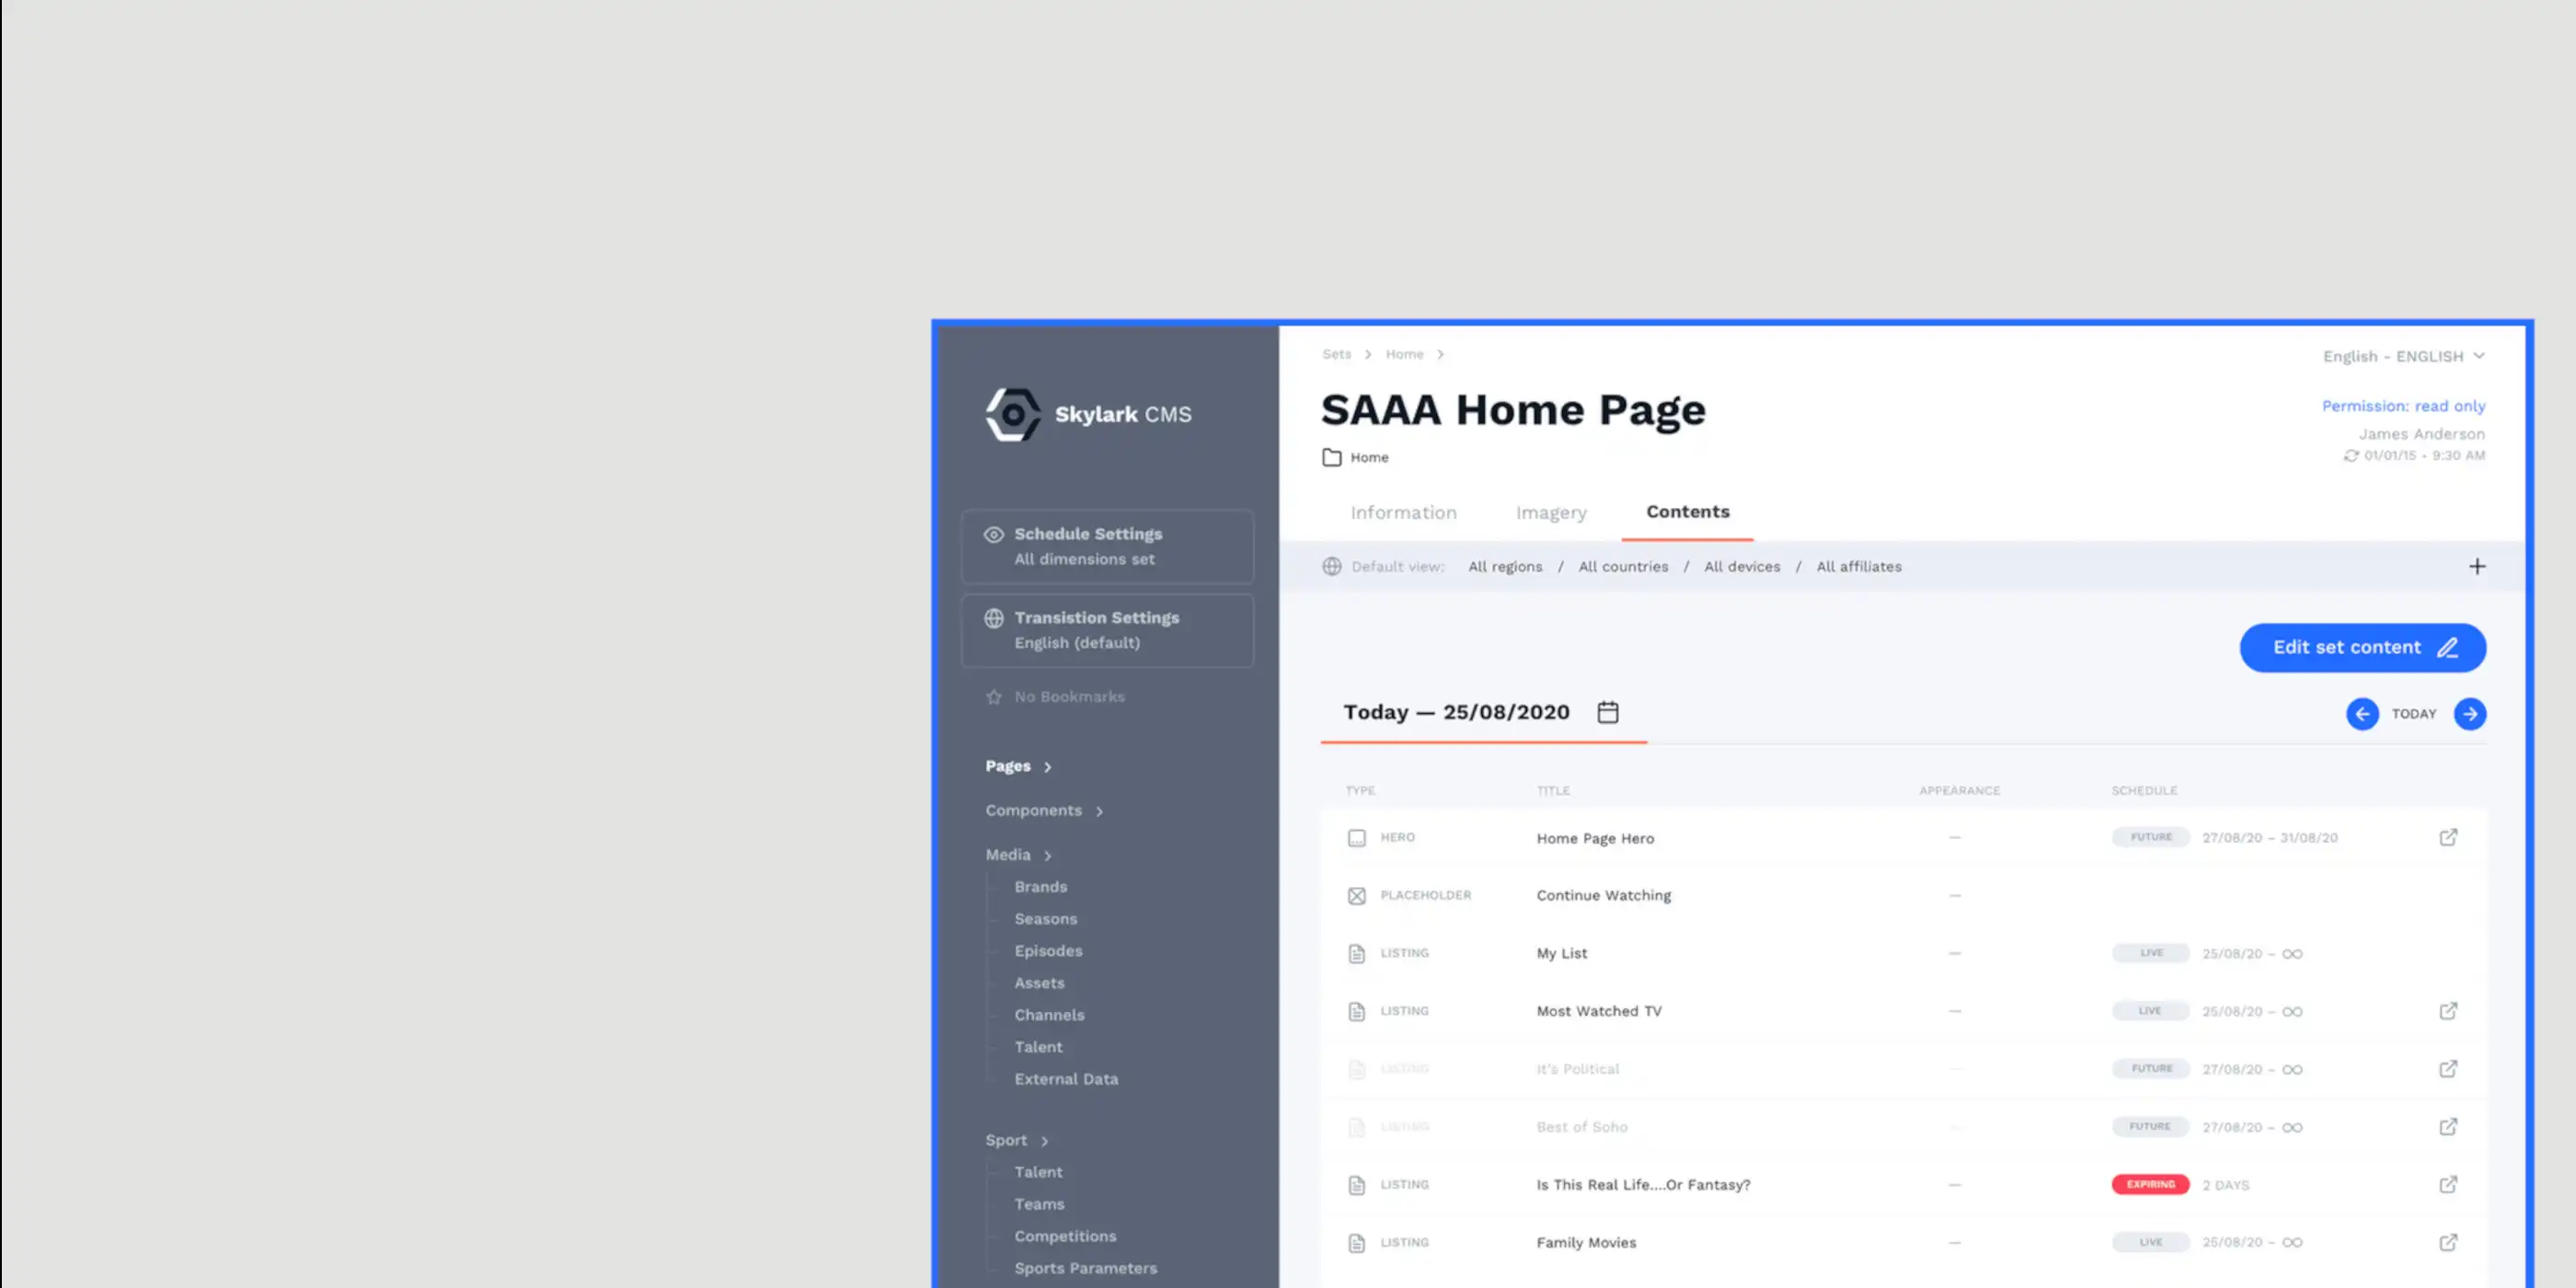 Skylark CMS
Schedule Settings
All dimensions set
Transistion Settings
English (default)
No Bookmarks
Pages
Components
Media
Brands
Seasons
Episodes
Assets
Channels
Talent
External Data
Sport
Talent
Teams
Competitions
Sports Parameters
Sets > Home >
English - ENGLISH
SAAA Home Page
Permission: read only
James Anderson
Home
01/01/15 • 9:30 AM
Information Imagery Contents
Default view: All regions / All countries / All devices / All affiliates
Edit set content
Today — 25/08/2020
TODAY
TYPE TITLE APPEARANCE SCHEDULE
HERO Home Page Hero — FUTURE 27/08/20 – 31/08/20
PLACEHOLDER Continue Watching —
LISTING My List — LIVE 25/08/20 – ∞
LISTING Most Watched TV — LIVE 25/08/20 – ∞
LISTING It's Political — FUTURE 27/08/20 – ∞
LISTING Best of Soho — FUTURE 27/08/20 – ∞
LISTING Is This Real Life....Or Fantasy? — EXPIRING 2 DAYS
LISTING Family Movies — LIVE 25/08/20 – ∞